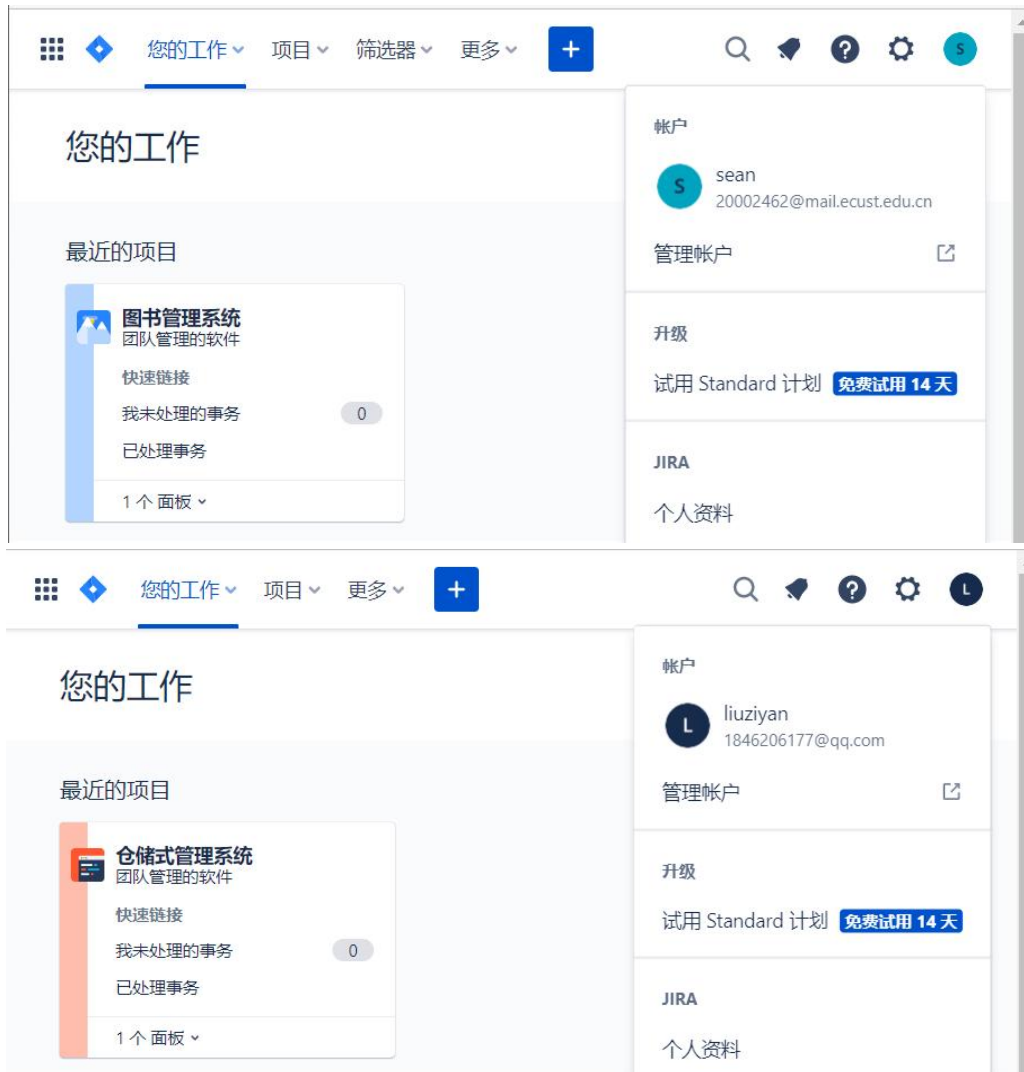 您的工作 项目 筛选器 更多 + S
您的工作
帐户
S sean
20002462@mail.ecust.edu.cn
管理帐户
最近的项目
图书管理系统
团队管理的软件
快速链接
我未处理的事务 0
已处理事务
1 个 面板
升级
试用 Standard 计划 免费试用 14 天
JIRA
个人资料
您的工作 项目 更多 + L
您的工作
帐户
L liuziyan
1846206177@qq.com
管理帐户
最近的项目
仓储式管理系统
团队管理的软件
快速链接
我未处理的事务 0
已处理事务
1 个 面板
升级
试用 Standard 计划 免费试用 14 天
JIRA
个人资料